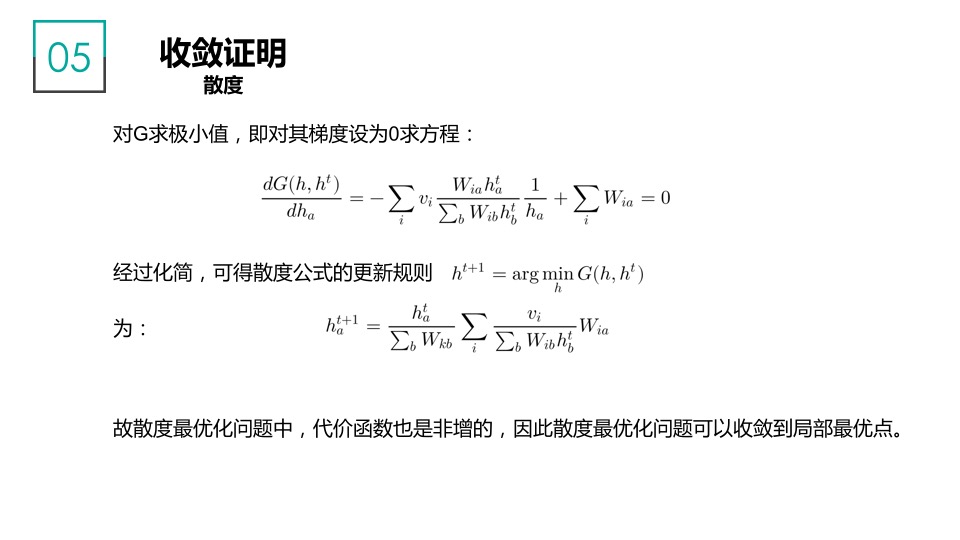 05
收敛证明
散度
对G求极小值，即对其梯度设为0求方程：
$\frac{dG(h,h^t)}{dh_a} = -\sum_i v_i \frac{W_{ia}h_a^t}{\sum_b W_{ib}h_b^t} \frac{1}{h_a} + \sum_i W_{ia} = 0$
经过化简，可得散度公式的更新规则 $h^{t+1} = \arg\min_h G(h,h^t)$
为： $h_a^{t+1} = \frac{h_a^t}{\sum_b W_{kb}} \sum_i \frac{v_i}{\sum_b W_{ib}h_b^t} W_{ia}$
故散度最优化问题中，代价函数也是非增的，因此散度最优化问题可以收敛到局部最优点。